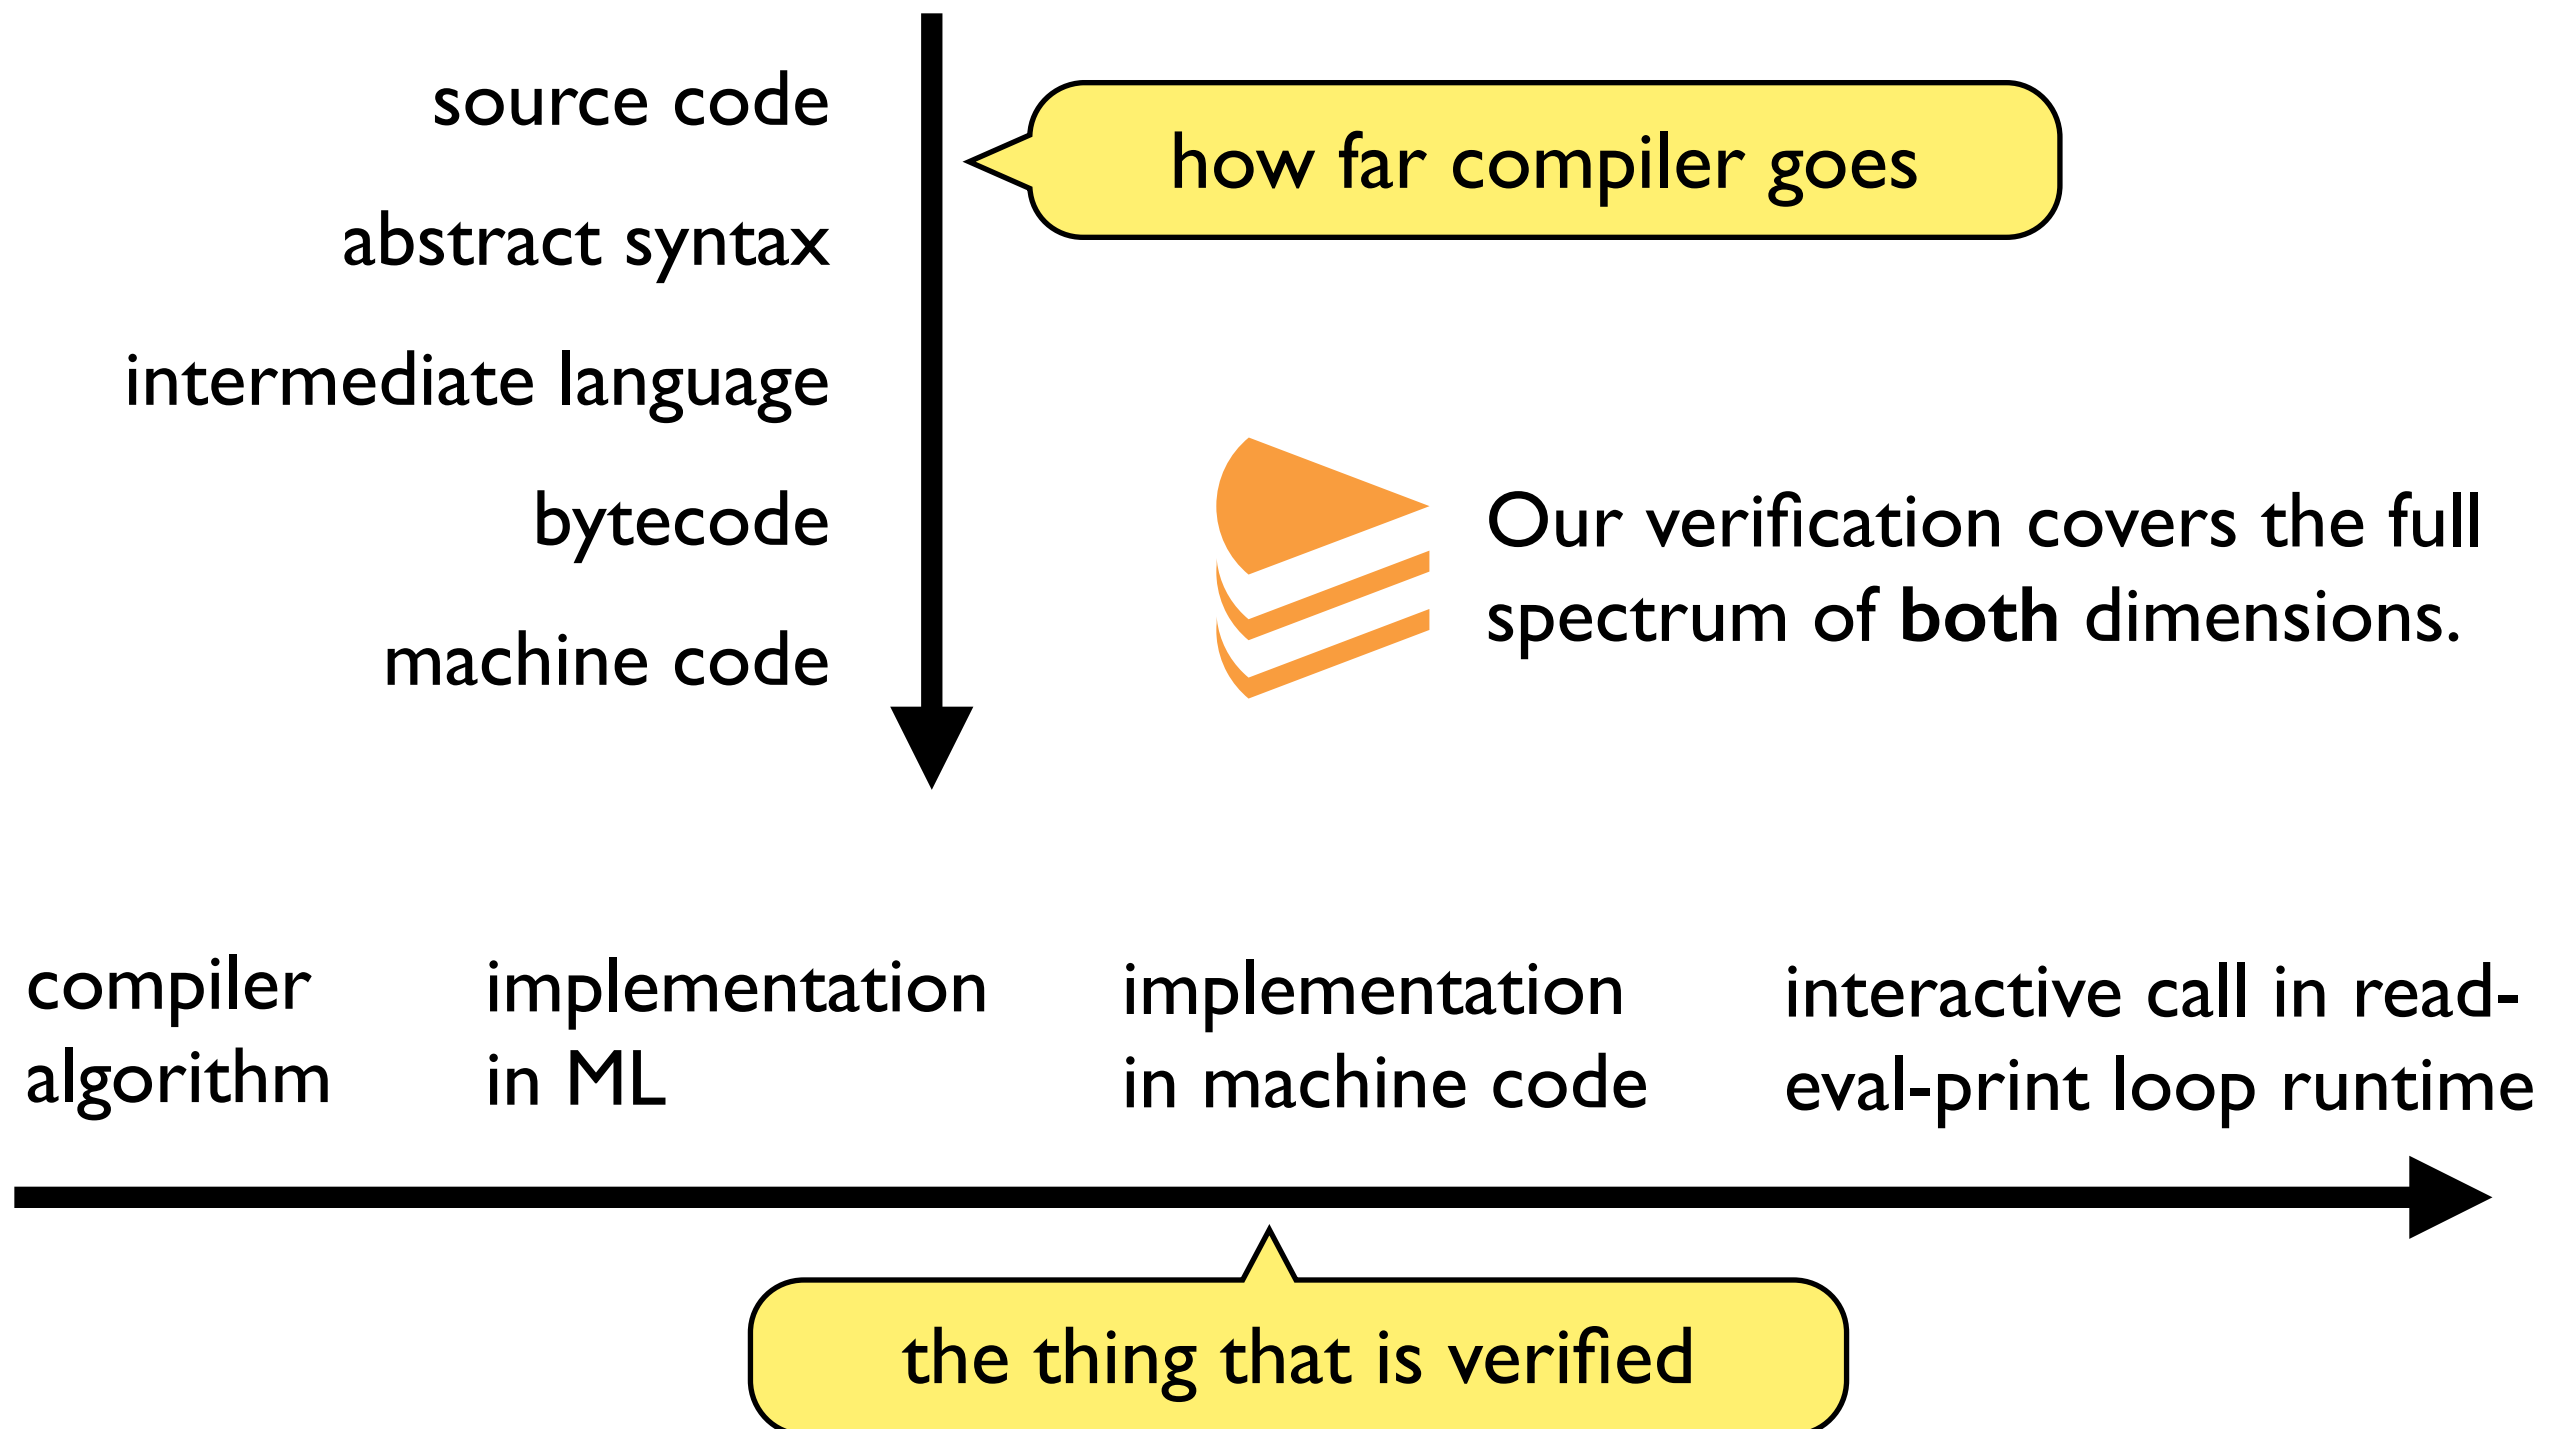 source code
how far compiler goes
abstract syntax
intermediate language
bytecode
Our verification covers the full
spectrum of both dimensions.
machine code
compiler
algorithm
implementation
in ML
implementation
in machine code
interactive call in read-
eval-print loop runtime
the thing that is verified